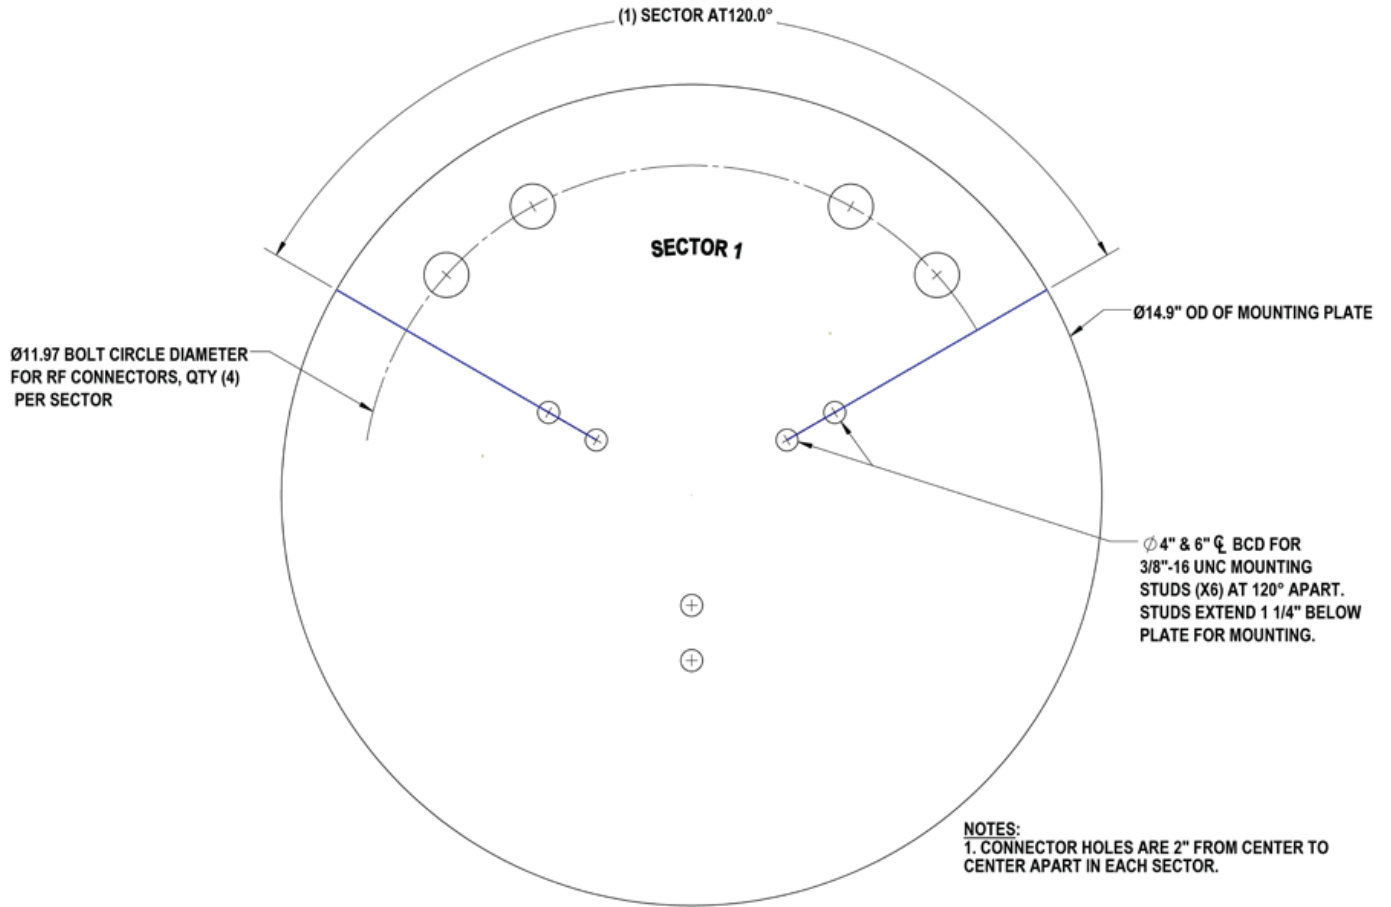 (1) SECTOR AT120.0°
SECTOR 1
Ø14.9" OD OF MOUNTING PLATE
Ø11.97 BOLT CIRCLE DIAMETER
FOR RF CONNECTORS, QTY (4)
PER SECTOR
∅4" & 6" ℄ BCD FOR
3/8"-16 UNC MOUNTING
STUDS (X6) AT 120° APART.
STUDS EXTEND 1 1/4" BELOW
PLATE FOR MOUNTING.
NOTES:
1. CONNECTOR HOLES ARE 2" FROM CENTER TO
CENTER APART IN EACH SECTOR.